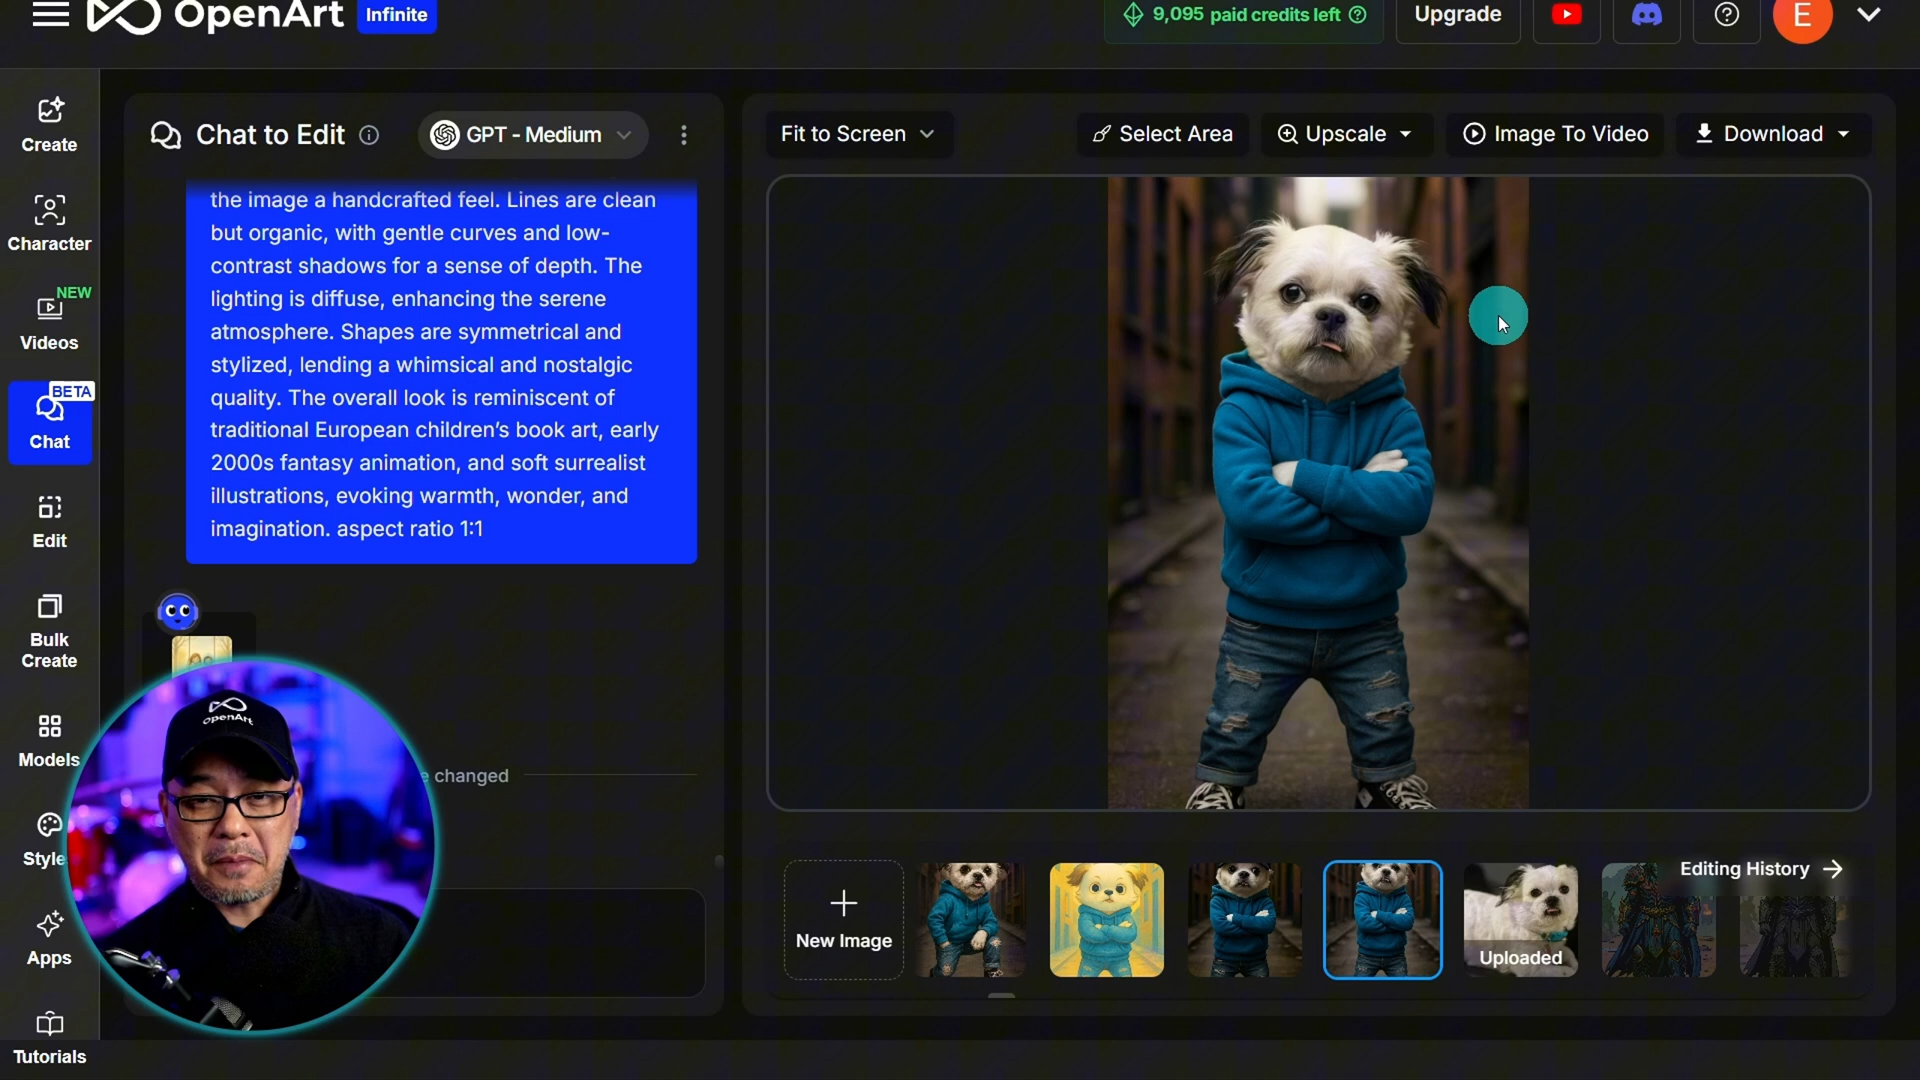 OpenArt
Infinite
9,095 paid credits left
Upgrade
E
Create
Character
NEW
Videos
BETA
Chat
Edit
Bulk
Create
Models
Style
Apps
Tutorials
Chat to Edit
GPT - Medium
the image a handcrafted feel. Lines are clean
but organic, with gentle curves and low-
contrast shadows for a sense of depth. The
lighting is diffuse, enhancing the serene
atmosphere. Shapes are symmetrical and
stylized, lending a whimsical and nostalgic
quality. The overall look is reminiscent of
traditional European children’s book art, early
2000s fantasy animation, and soft surrealist
illustrations, evoking warmth, wonder, and
imagination. aspect ratio 1:1
changed
OpenArt
Fit to Screen
Select Area
Upscale
Image To Video
Download
New Image
Uploaded
Editing History